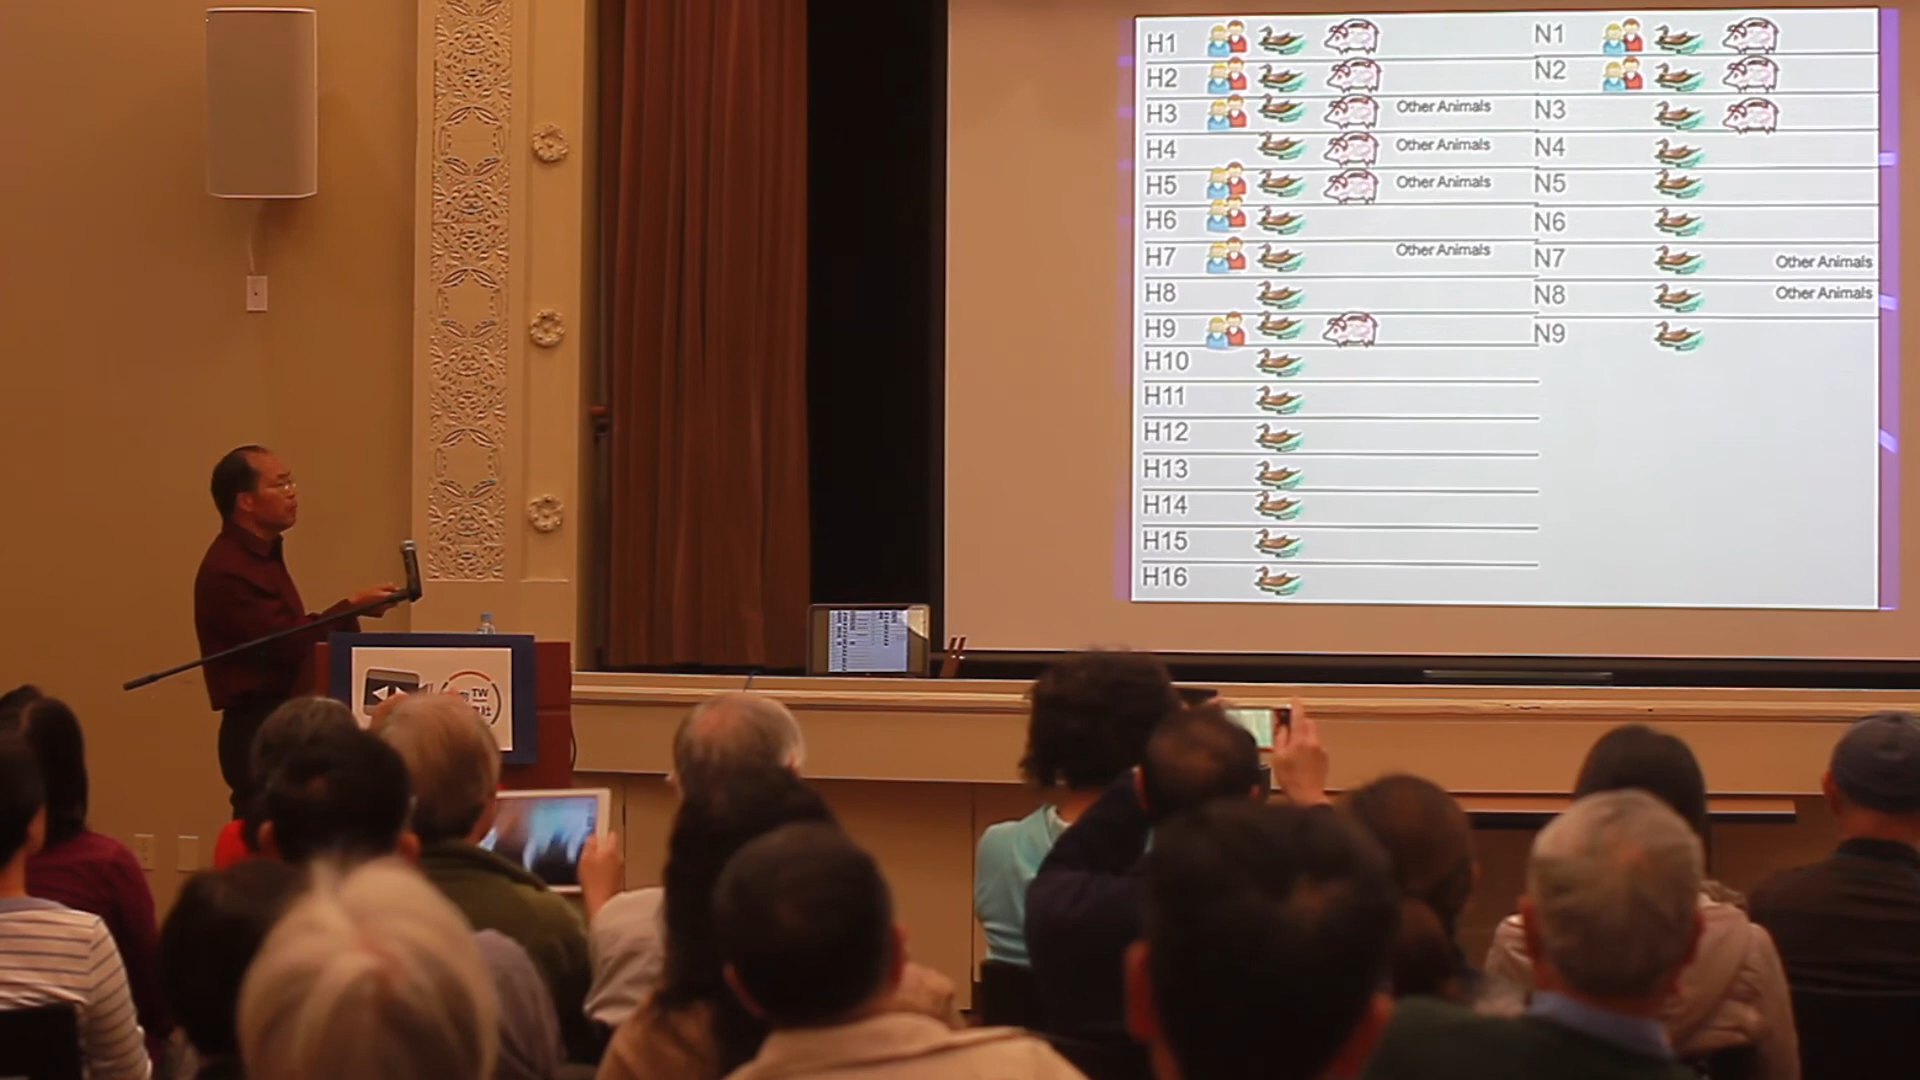 H1
H2
H3 Other Animals
H4 Other Animals
H5 Other Animals
H6
H7 Other Animals
H8
H9
H10
H11
H12
H13
H14
H15
H16
N1
N2
N3
N4
N5
N6
N7 Other Animals
N8 Other Animals
N9
TW